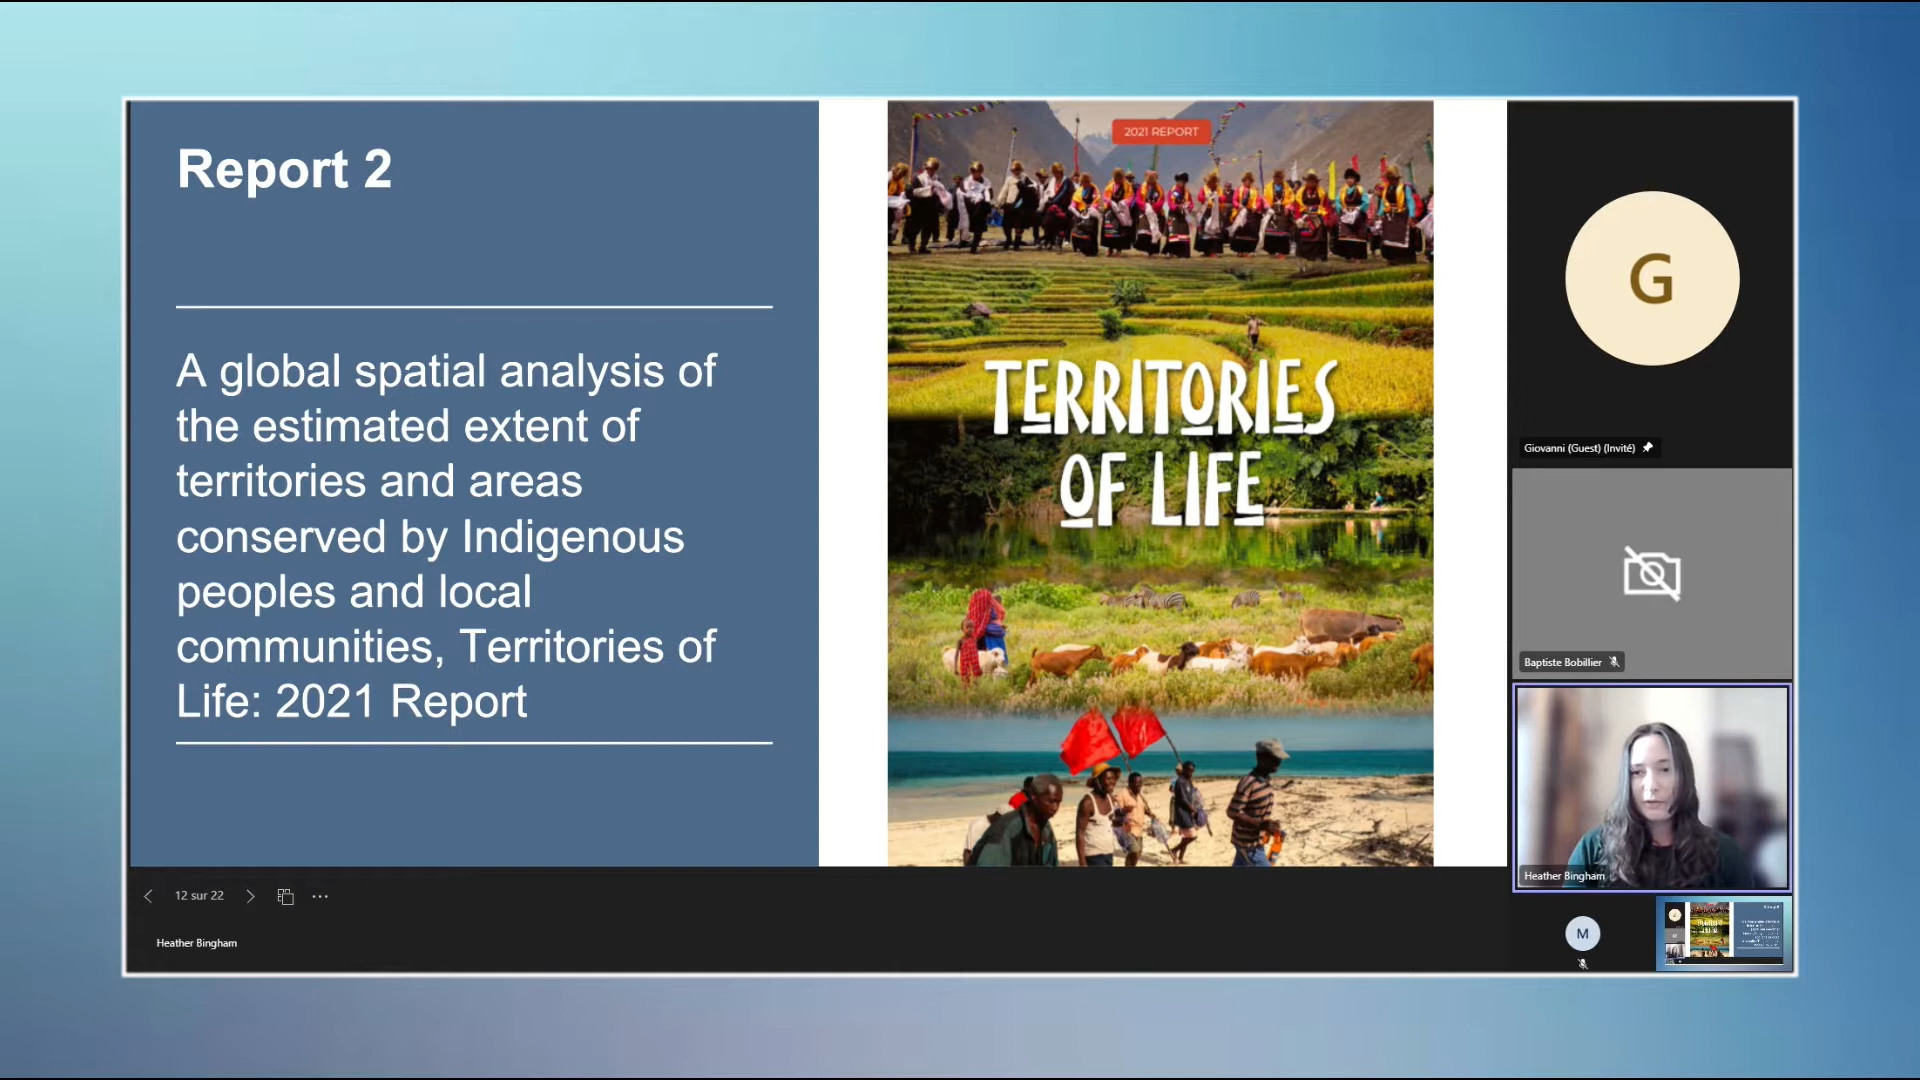 Report 2
A global spatial analysis of
the estimated extent of
territories and areas
conserved by Indigenous
peoples and local
communities, Territories of
Life: 2021 Report
2021 REPORT
TERRITORIES
OF LIFE
G
Giovanni (Guest) (Invité)
Baptiste Bobillier
Heather Bingham
12 sur 22
Heather Bingham
M